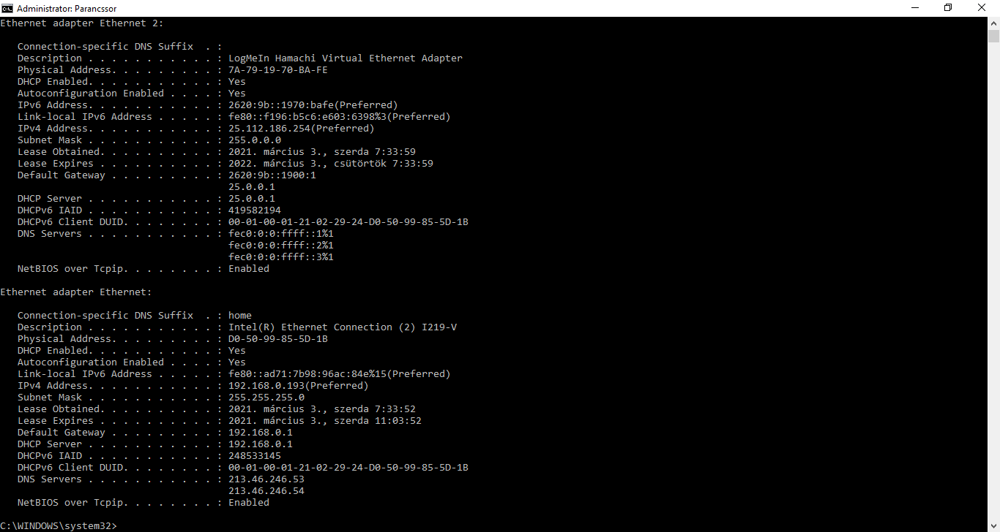 Administrator: Parancssor
Ethernet adapter Ethernet 2:
Connection-specific DNS Suffix  . :
Description . . . . . . . . . . . : LogMeIn Hamachi Virtual Ethernet Adapter
Physical Address. . . . . . . . . : 7A-79-19-70-BA-FE
DHCP Enabled. . . . . . . . . . . : Yes
Autoconfiguration Enabled . . . . : Yes
IPv6 Address. . . . . . . . . . . : 2620:9b::1970:bafe(Preferred)
Link-local IPv6 Address . . . . . : fe80::f196:b5c6:e603:6398%3(Preferred)
IPv4 Address. . . . . . . . . . . : 25.112.186.254(Preferred)
Subnet Mask . . . . . . . . . . . : 255.0.0.0
Lease Obtained. . . . . . . . . . : 2021. március 3., szerda 7:33:59
Lease Expires . . . . . . . . . . : 2022. március 3., csütörtök 7:33:59
Default Gateway . . . . . . . . . : 2620:9b::1900:1
25.0.0.1
DHCP Server . . . . . . . . . . . : 25.0.0.1
DHCPv6 IAID . . . . . . . . . . . : 419582194
DHCPv6 Client DUID. . . . . . . . : 00-01-00-01-21-02-29-24-D0-50-99-85-5D-1B
DNS Servers . . . . . . . . . . . : fec0:0:0:ffff::1%1
fec0:0:0:ffff::2%1
fec0:0:0:ffff::3%1
NetBIOS over Tcpip. . . . . . . . : Enabled
Ethernet adapter Ethernet:
Connection-specific DNS Suffix  . : home
Description . . . . . . . . . . . : Intel(R) Ethernet Connection (2) I219-V
Physical Address. . . . . . . . . : D0-50-99-85-5D-1B
DHCP Enabled. . . . . . . . . . . : Yes
Autoconfiguration Enabled . . . . : Yes
Link-local IPv6 Address . . . . . : fe80::ad71:7b98:96ac:84e%15(Preferred)
IPv4 Address. . . . . . . . . . . : 192.168.0.193(Preferred)
Subnet Mask . . . . . . . . . . . : 255.255.255.0
Lease Obtained. . . . . . . . . . : 2021. március 3., szerda 7:33:52
Lease Expires . . . . . . . . . . : 2021. március 3., szerda 11:03:52
Default Gateway . . . . . . . . . : 192.168.0.1
DHCP Server . . . . . . . . . . . : 192.168.0.1
DHCPv6 IAID . . . . . . . . . . . : 248533145
DHCPv6 Client DUID. . . . . . . . : 00-01-00-01-21-02-29-24-D0-50-99-85-5D-1B
DNS Servers . . . . . . . . . . . : 213.46.246.53
213.46.246.54
NetBIOS over Tcpip. . . . . . . . : Enabled
C:\WINDOWS\system32>